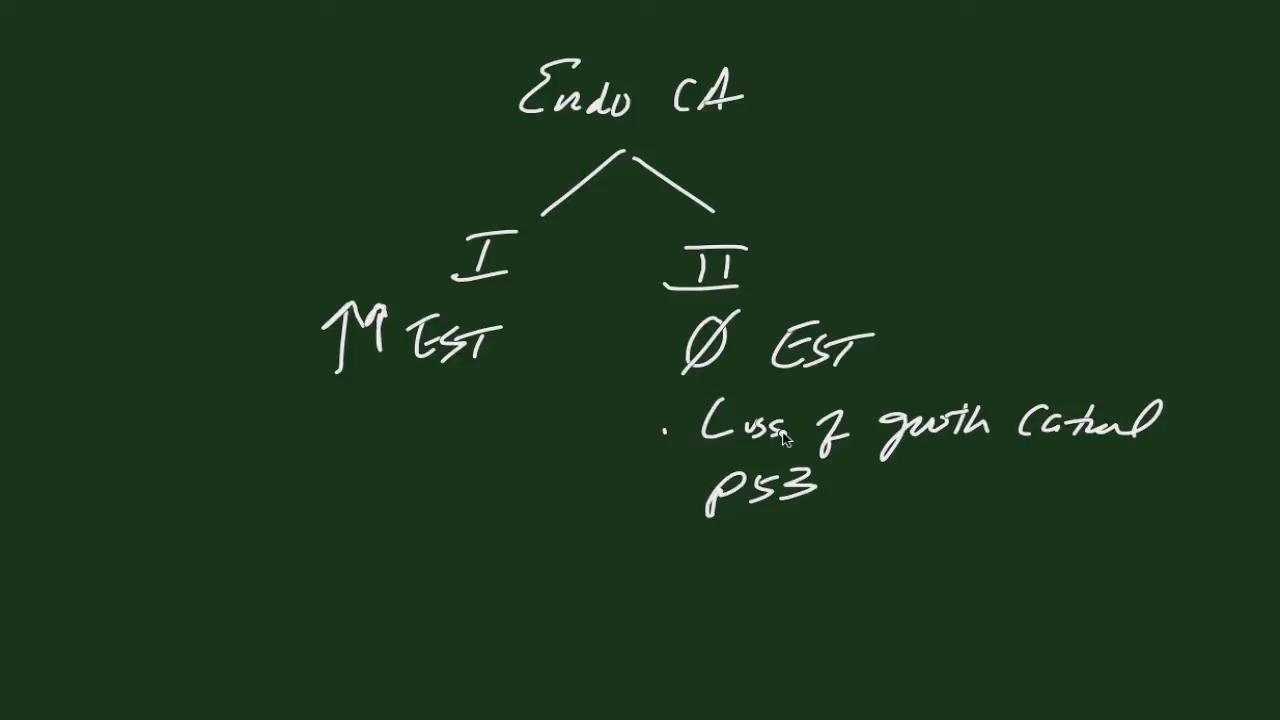 Endo CA
I II
↑↑ EST Ø EST
. Loss of growth Control
p53